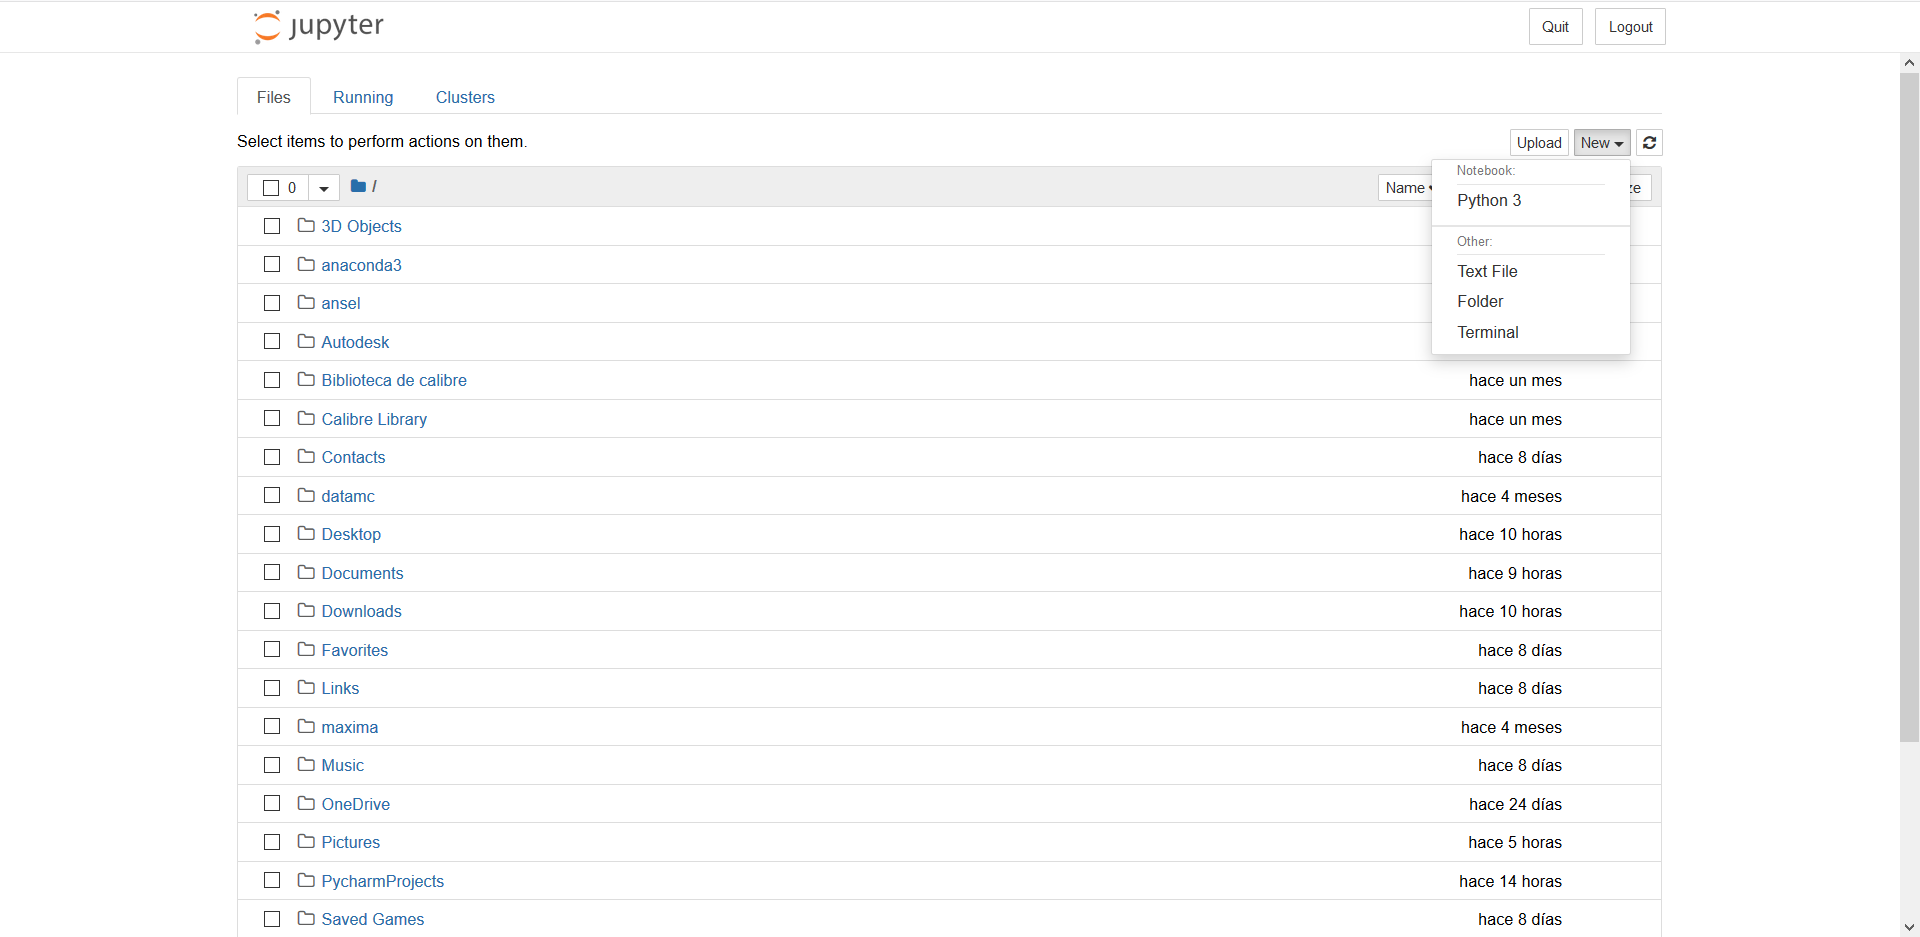 jupyter
Quit Logout
Files Running Clusters
Select items to perform actions on them.
Upload New
0 /
Name
Notebook:
Python 3
Other:
Text File
Folder
Terminal
3D Objects
anaconda3
ansel
Autodesk
Biblioteca de calibre hace un mes
Calibre Library hace un mes
Contacts hace 8 días
datamc hace 4 meses
Desktop hace 10 horas
Documents hace 9 horas
Downloads hace 10 horas
Favorites hace 8 días
Links hace 8 días
maxima hace 4 meses
Music hace 8 días
OneDrive hace 24 días
Pictures hace 5 horas
PycharmProjects hace 14 horas
Saved Games hace 8 días